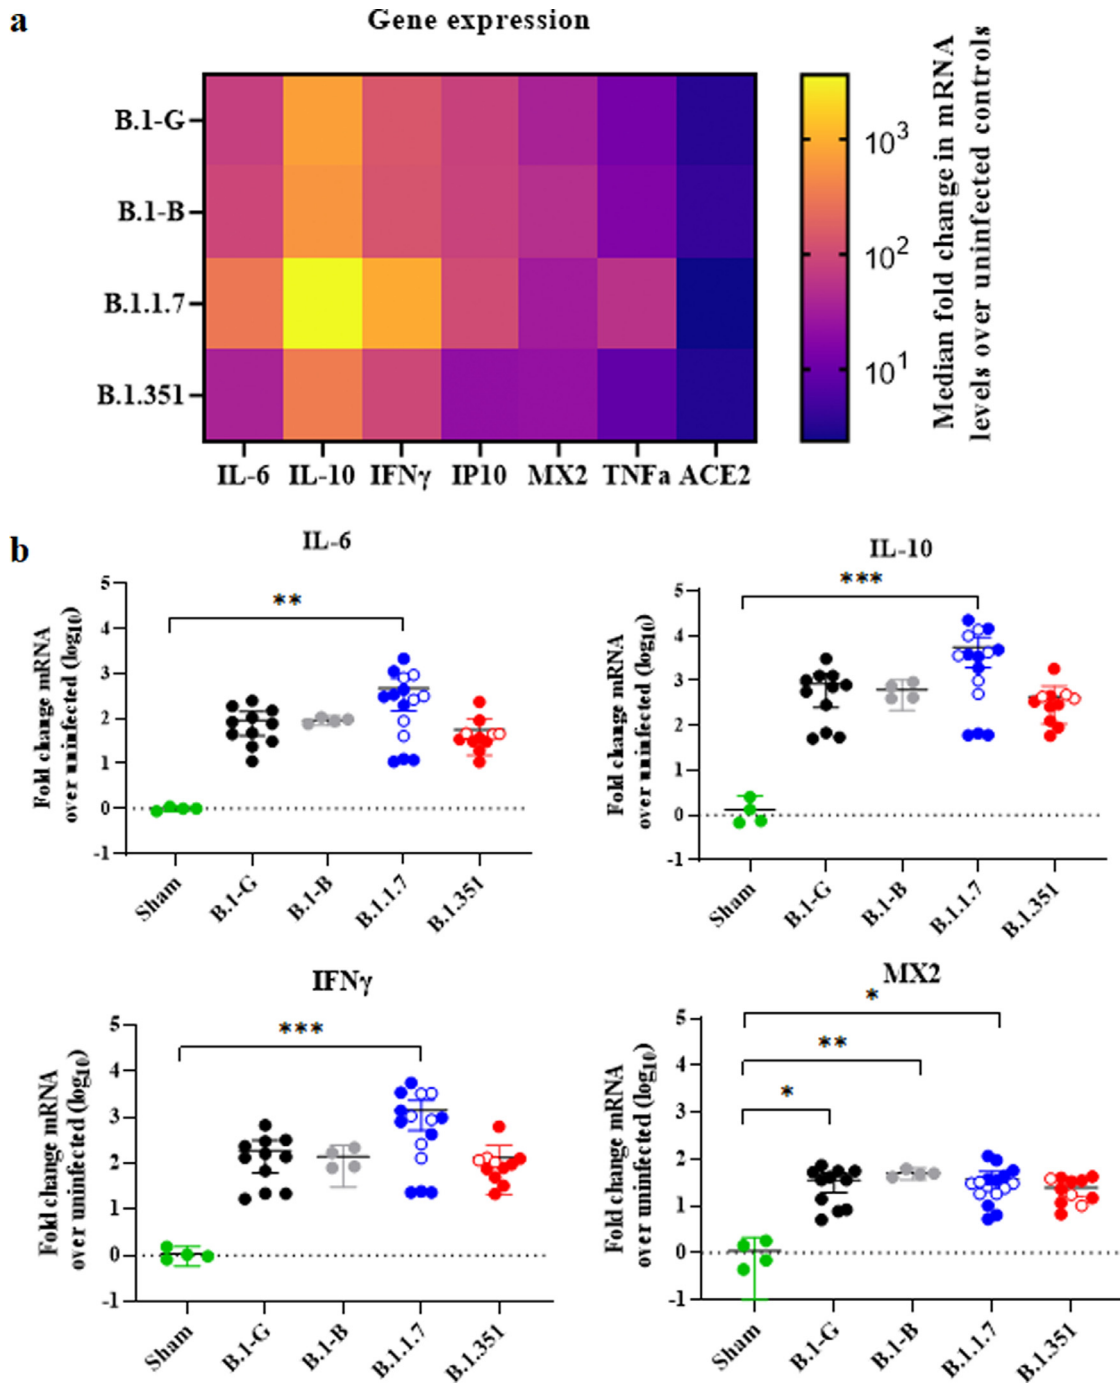 a
Gene expression
B.1-G
B.1-B
B.1.1.7
B.1.351
IL-6 IL-10 IFNγ IP10 MX2 TNFa ACE2
10³
10²
10¹
Median fold change in mRNA
levels over uninfected controls
b
IL-6
**
Fold change mRNA
over uninfected (log₁₀)
5
4
3
2
1
0
-1
Sham
B.1-G
B.1-B
B.1.1.7
B.1.351
IL-10
***
Fold change mRNA
over uninfected (log₁₀)
5
4
3
2
1
0
-1
Sham
B.1-G
B.1-B
B.1.1.7
B.1.351
IFNγ
***
Fold change mRNA
over uninfected (log₁₀)
5
4
3
2
1
0
-1
Sham
B.1-G
B.1-B
B.1.1.7
B.1.351
MX2
*
**
*
Fold change mRNA
over uninfected (log₁₀)
5
4
3
2
1
0
-1
Sham
B.1-G
B.1-B
B.1.1.7
B.1.351